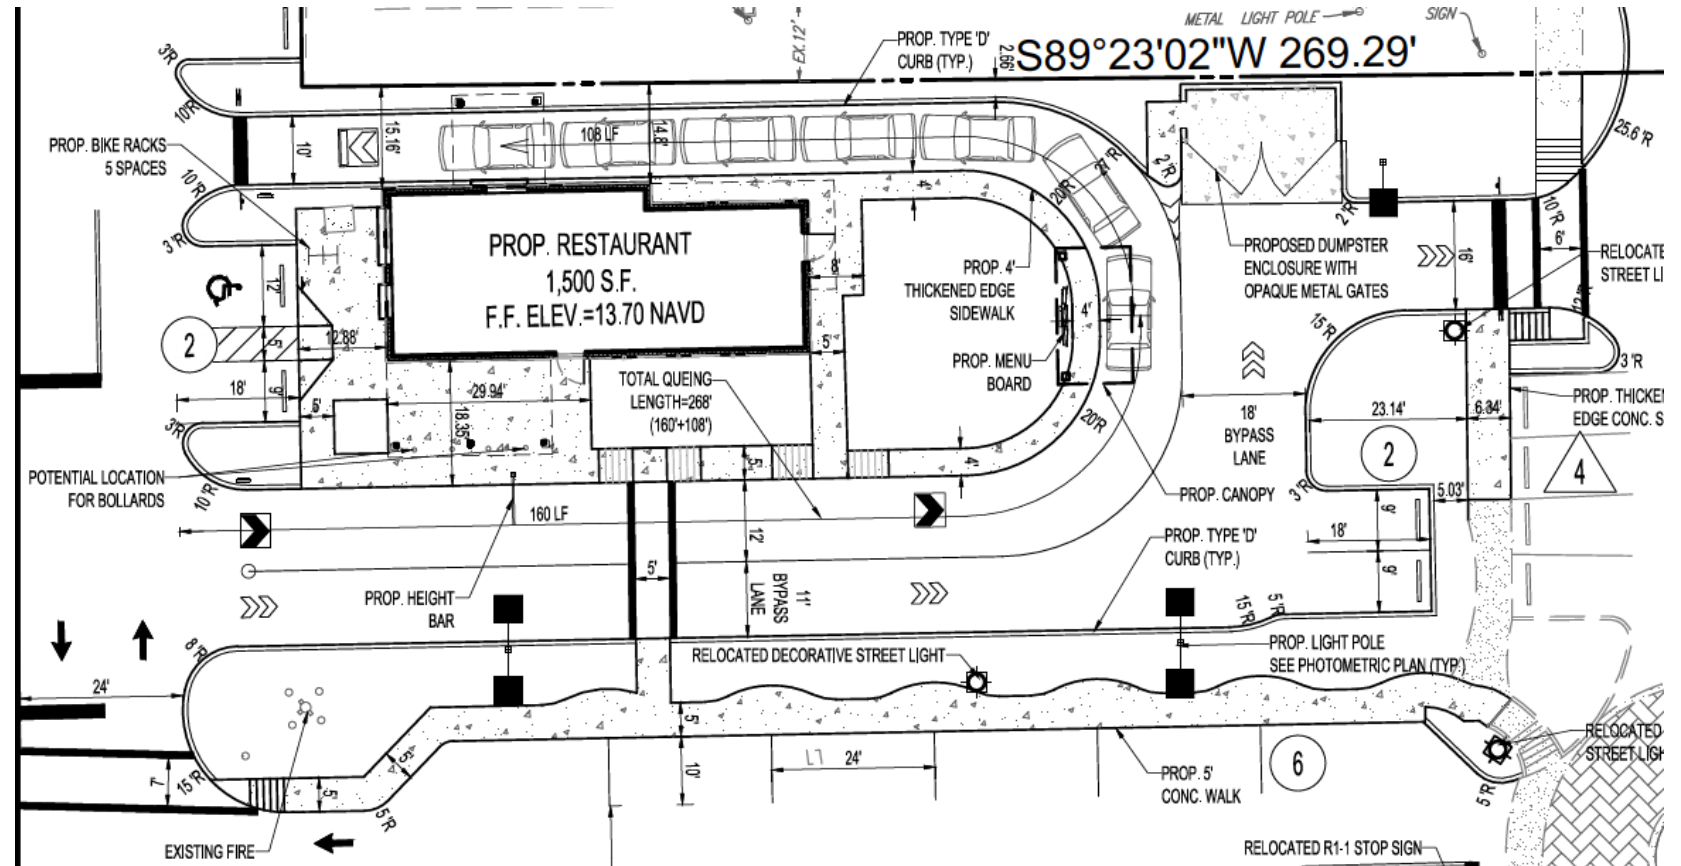 METAL LIGHT POLE
SIGN
EX.12'
3'R
PROP. TYPE 'D'
CURB (TYP.)
2.66'
S89°23'02"W 269.29'
10'R
25.6 'R
PROP. BIKE RACKS
5 SPACES
10'
15.16'
108 LF
14.8'
27 'R
2 'R
20'R
10 'R
4'
3 'R
2 'R
10 'R
6'
PROP. RESTAURANT
1,500 S.F.
F.F. ELEV.=13.70 NAVD
PROP. 4'
THICKENED EDGE
SIDEWALK
PROPOSED DUMPSTER
ENCLOSURE WITH
OPAQUE METAL GATES
16'
RELOCATE
STREET LI
12'
8'
4'
15'R
2
12.88'
5'
5'
PROP. MENU
BOARD
3 'R
18'
9'
5'
29.94'
18.35'
TOTAL QUEING
LENGTH=268'
(160'+108')
20'R
18'
BYPASS
LANE
23.14'
6.34'
PROP. THICKE
EDGE CONC. S
3'R
2
4
POTENTIAL LOCATION
FOR BOLLARDS
10 'R
5'
4'
PROP. CANOPY
3'R
5.03'
160 LF
12'
9'
18'
PROP. TYPE 'D'
CURB (TYP.)
5'
9'
PROP. HEIGHT
BAR
11'
BYPASS
LANE
15'R
5 'R
8 'R
RELOCATED DECORATIVE STREET LIGHT
PROP. LIGHT POLE
SEE PHOTOMETRIC PLAN (TYP.)
24'
5'
RELOCATED
STREET LIGH
5'
10'
24'
6
7'
15'R
5'
PROP. 5'
CONC. WALK
5 'R
5 'R
EXISTING FIRE
RELOCATED R1-1 STOP SIGN